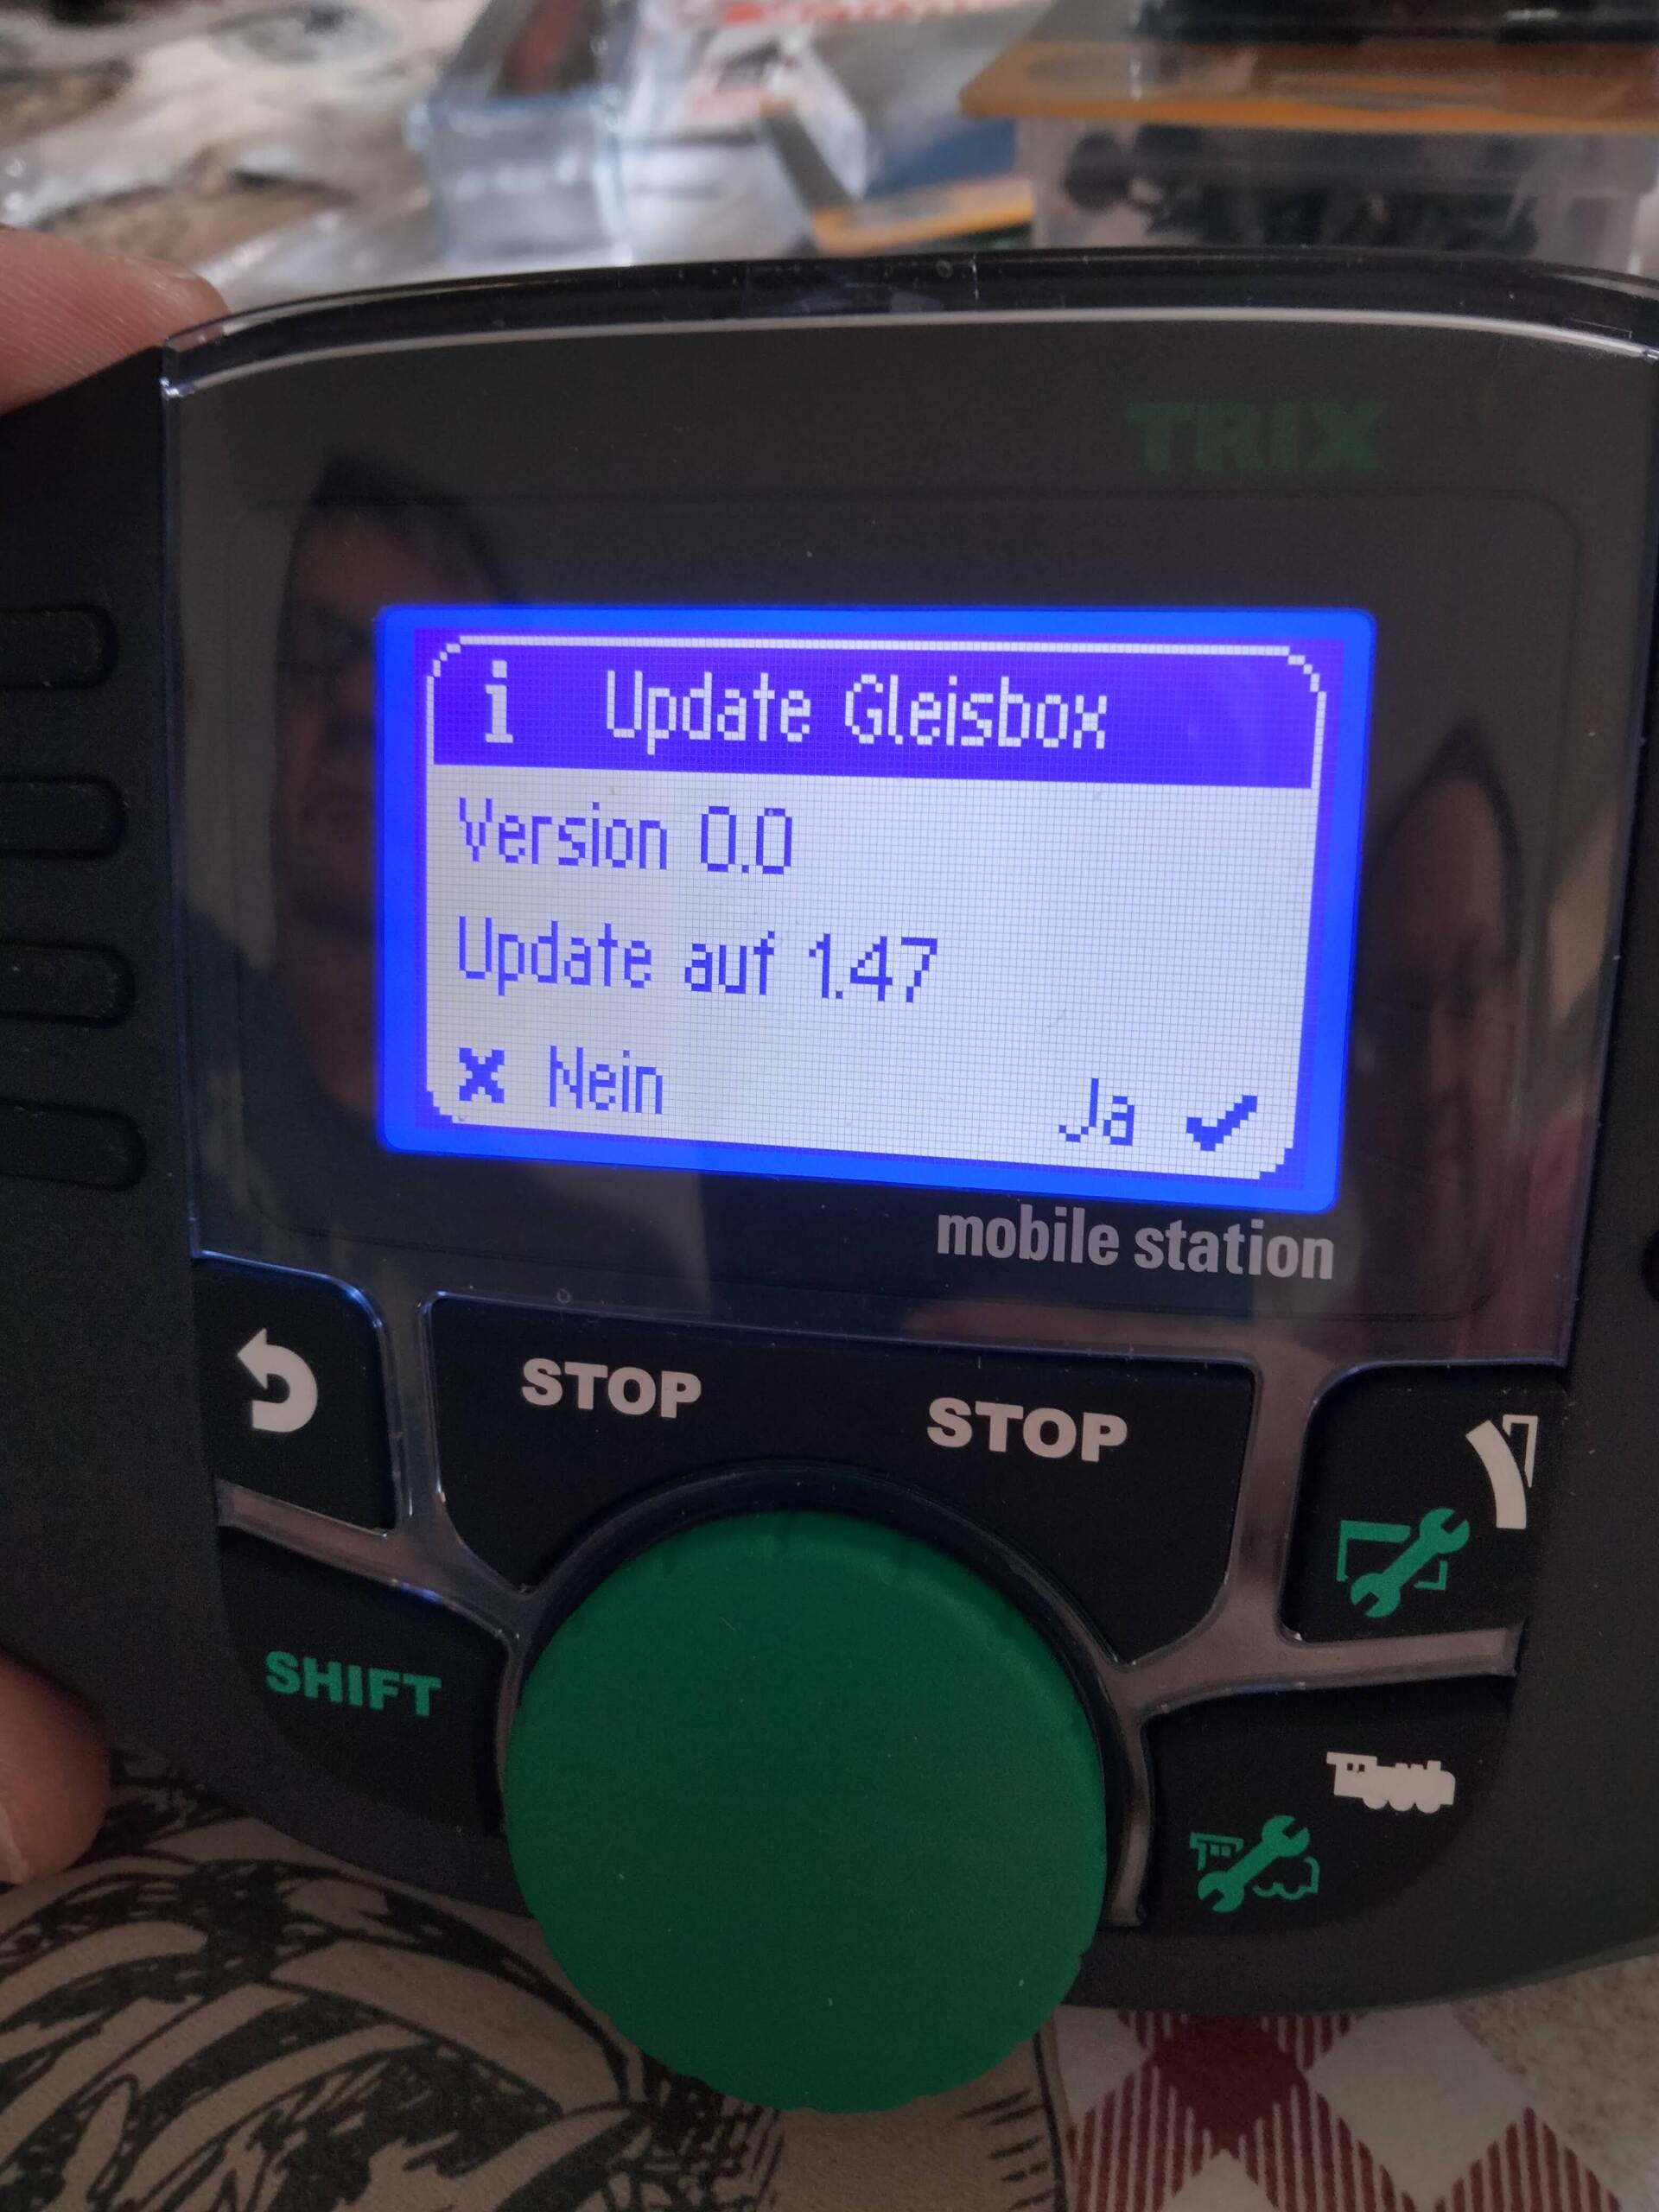 TRIX
i Update Gleisbox
Version 0.0
Update auf 1.47
Nein Ja
mobile station
STOP STOP
SHIFT